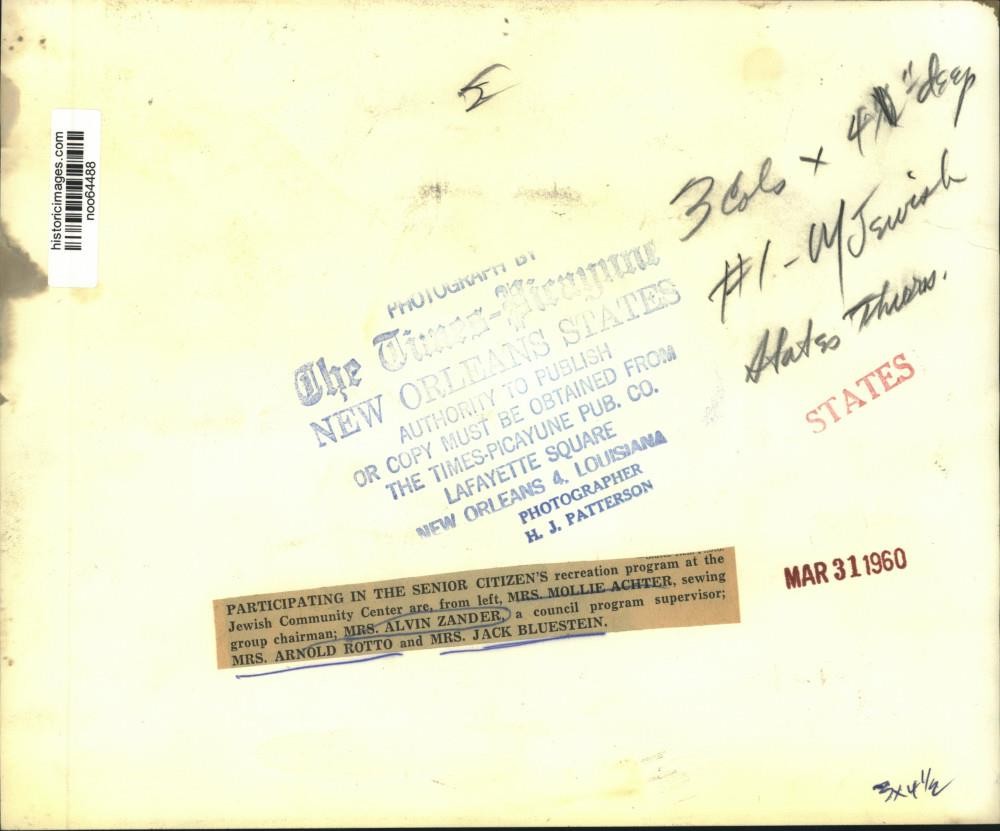 historicimages.com
noo64488
3 Cols x 4 " deep
#1 - Jewish
States Thurs.
PHOTOGRAPH BY
The Times-Picayune
NEW ORLEANS STATES
AUTHORITY TO PUBLISH
OR COPY MUST BE OBTAINED FROM
THE TIMES-PICAYUNE PUB. CO.
LAFAYETTE SQUARE
NEW ORLEANS 4, LOUISIANA
PHOTOGRAPHER
H. J. PATTERSON
STATES
MAR 31 1960
PARTICIPATING IN THE SENIOR CITIZEN'S recreation program at the
Jewish Community Center are, from left, MRS. MOLLIE ACHTER, sewing
group chairman; MRS. ALVIN ZANDER, a council program supervisor;
MRS. ARNOLD ROTTO and MRS. JACK BLUESTEIN.
3x4½